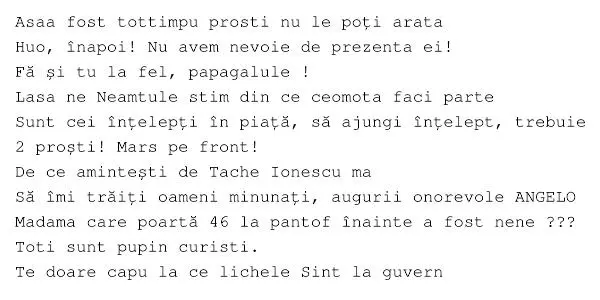 Asaa fost tottimpu prosti nu le poți arata
Huo, înapoi! Nu avem nevoie de prezenta ei!
Fă și tu la fel, papagalule !
Lasa ne Neamtule stim din ce ceomota faci parte
Sunt cei înțelepți în piață, să ajungi înțelept, trebuie
2 proști! Mars pe front!
De ce amintești de Tache Ionescu ma
Să îmi trăiți oameni minunați, augurii onorevole ANGELO
Madama care poartă 46 la pantof înainte a fost nene ???
Toti sunt pupin curisti.
Te doare capu la ce lichele Sint la guvern